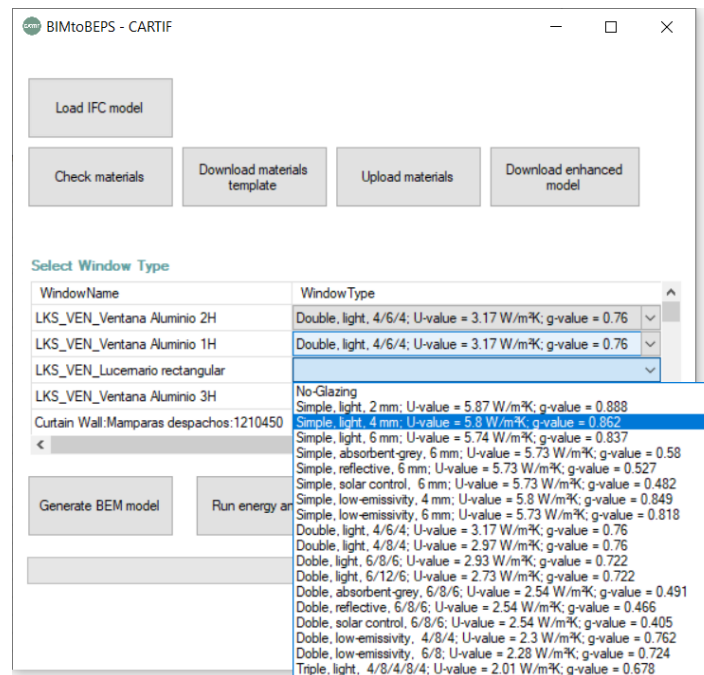 BIMtoBEPS - CARTIF
Load IFC model
Check materials
Download materials
template
Upload materials
Download enhanced
model
Select Window Type
WindowName WindowType
LKS_VEN_Ventana Aluminio 2H Double, light, 4/6/4; U-value = 3.17 W/m²K; g-value = 0.76
LKS_VEN_Ventana Aluminio 1H Double, light, 4/6/4; U-value = 3.17 W/m²K; g-value = 0.76
LKS_VEN_Lucernario rectangular
LKS_VEN_Ventana Aluminio 3H
Curtain Wall:Mamparas despachos:1210450
No-Glazing
Simple, light, 2 mm; U-value = 5.87 W/m²K; g-value = 0.888
Simple, light, 4 mm; U-value = 5.8 W/m²K; g-value = 0.862
Simple, light, 6 mm; U-value = 5.74 W/m²K; g-value = 0.837
Simple, absorbent-grey, 6 mm; U-value = 5.73 W/m²K; g-value = 0.58
Simple, reflective, 6 mm; U-value = 5.73 W/m²K; g-value = 0.527
Simple, solar control, 6 mm; U-value = 5.73 W/m²K; g-value = 0.482
Simple, low-emissivity, 4 mm; U-value = 5.8 W/m²K; g-value = 0.849
Simple, low-emissivity, 6 mm; U-value = 5.73 W/m²K; g-value = 0.818
Double, light, 4/6/4; U-value = 3.17 W/m²K; g-value = 0.76
Double, light, 4/8/4; U-value = 2.97 W/m²K; g-value = 0.76
Doble, light, 6/8/6; U-value = 2.93 W/m²K; g-value = 0.722
Doble, light, 6/12/6; U-value = 2.73 W/m²K; g-value = 0.722
Doble, absorbent-grey, 6/8/6; U-value = 2.54 W/m²K; g-value = 0.491
Doble, reflective, 6/8/6; U-value = 2.54 W/m²K; g-value = 0.466
Doble, solar control, 6/8/6; U-value = 2.54 W/m²K; g-value = 0.405
Doble, low-emissivity, 4/8/4; U-value = 2.3 W/m²K; g-value = 0.762
Doble, low-emissivity, 6/8; U-value = 2.28 W/m²K; g-value = 0.724
Triple, light, 4/8/4/8/4; U-value = 2.01 W/m²K; g-value = 0.678
Generate BEM model
Run energy an